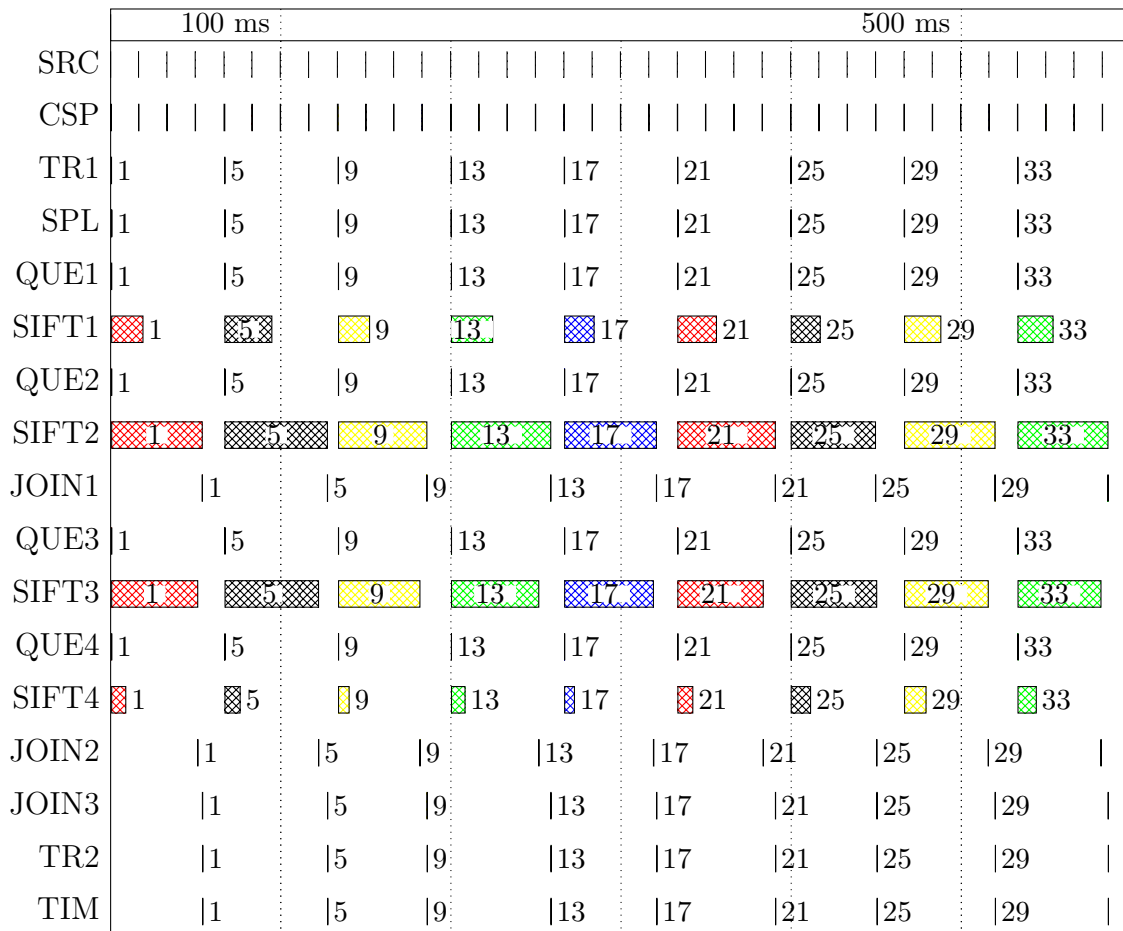 100 ms 500 ms
SRC
CSP
TR1 1 5 9 13 17 21 25 29 33
SPL 1 5 9 13 17 21 25 29 33
QUE1 1 5 9 13 17 21 25 29 33
SIFT1 1 5 9 13 17 21 25 29 33
QUE2 1 5 9 13 17 21 25 29 33
SIFT2 1 5 9 13 17 21 25 29 33
JOIN1 1 5 9 13 17 21 25 29
QUE3 1 5 9 13 17 21 25 29 33
SIFT3 1 5 9 13 17 21 25 29 33
QUE4 1 5 9 13 17 21 25 29 33
SIFT4 1 5 9 13 17 21 25 29 33
JOIN2 1 5 9 13 17 21 25 29
JOIN3 1 5 9 13 17 21 25 29
TR2 1 5 9 13 17 21 25 29
TIM 1 5 9 13 17 21 25 29